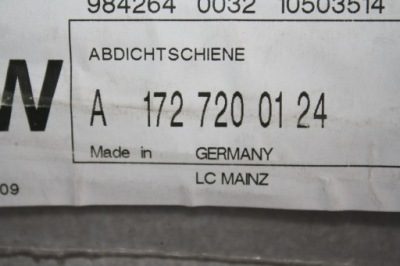 984264 0032 10503514
ABDICHTSCHIENE
N
A 172 720 01 24
Made in GERMANY
LC MAINZ
09